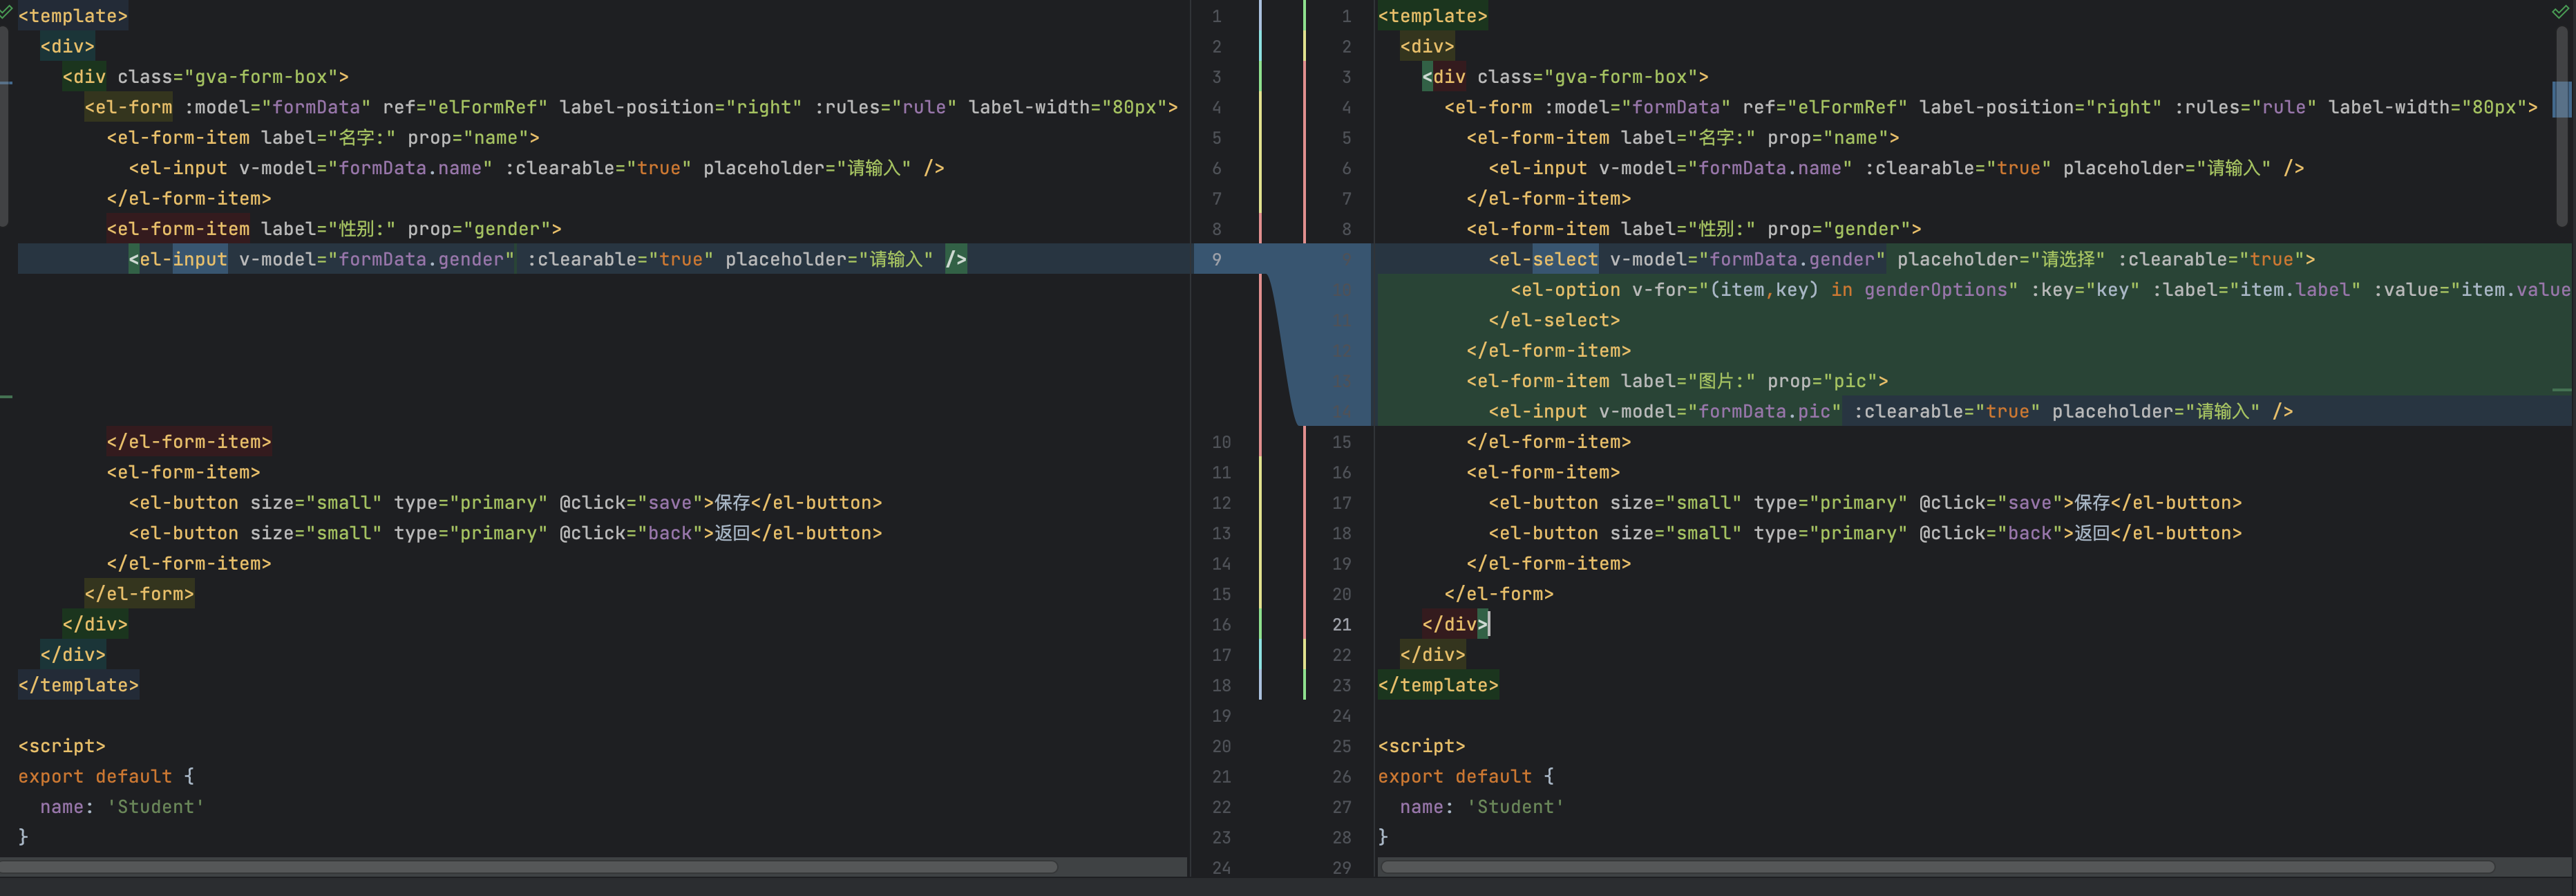 <template>
<div>
<div class="gva-form-box">
<el-form :model="formData" ref="elFormRef" label-position="right" :rules="rule" label-width="80px">
<el-form-item label="名字:" prop="name">
<el-input v-model="formData.name" :clearable="true" placeholder="请输入" />
</el-form-item>
<el-form-item label="性别:" prop="gender">
<el-input v-model="formData.gender" :clearable="true" placeholder="请输入" />
</el-form-item>
<el-form-item>
<el-button size="small" type="primary" @click="save">保存</el-button>
<el-button size="small" type="primary" @click="back">返回</el-button>
</el-form-item>
</el-form>
</div>
</div>
</template>
<script>
export default {
name: 'Student'
}
1
2
3
4
5
6
7
8
9
10
11
12
13
14
15
16
17
18
19
20
21
22
23
24
1
2
3
4
5
6
7
8
15
16
17
18
19
20
21
22
23
24
25
26
27
28
29
<template>
<div>
<div class="gva-form-box">
<el-form :model="formData" ref="elFormRef" label-position="right" :rules="rule" label-width="80px">
<el-form-item label="名字:" prop="name">
<el-input v-model="formData.name" :clearable="true" placeholder="请输入" />
</el-form-item>
<el-form-item label="性别:" prop="gender">
<el-select v-model="formData.gender" placeholder="请选择" :clearable="true">
<el-option v-for="(item,key) in genderOptions" :key="key" :label="item.label" :value="item.value
</el-select>
</el-form-item>
<el-form-item label="图片:" prop="pic">
<el-input v-model="formData.pic" :clearable="true" placeholder="请输入" />
</el-form-item>
<el-form-item>
<el-button size="small" type="primary" @click="save">保存</el-button>
<el-button size="small" type="primary" @click="back">返回</el-button>
</el-form-item>
</el-form>
</div>
</div>
</template>
<script>
export default {
name: 'Student'
}